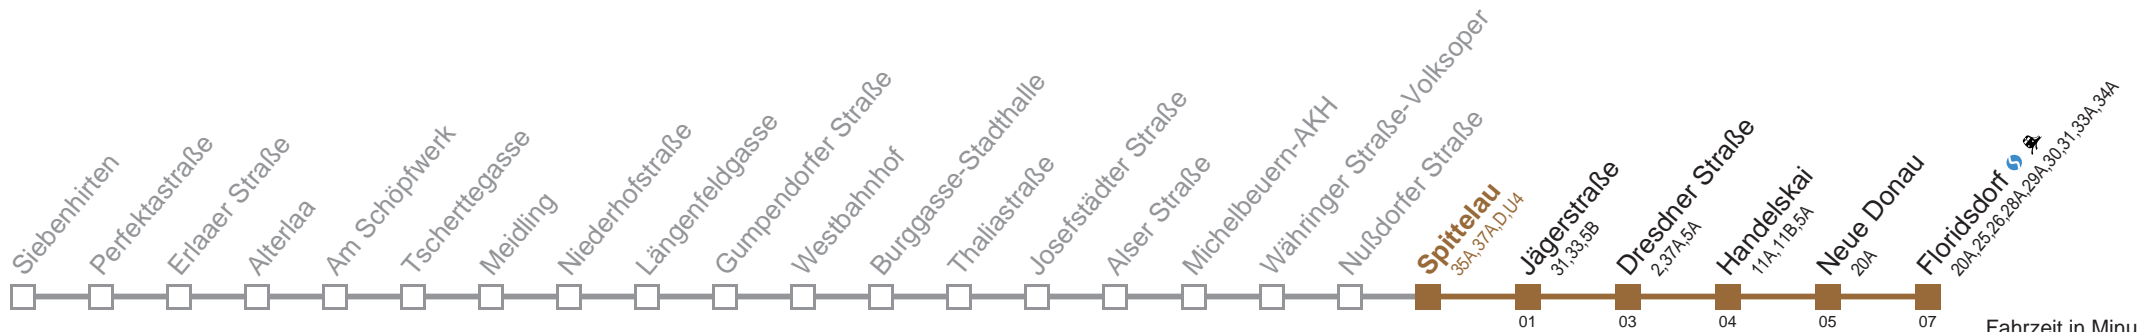 Siebenhirten
Perfektastraße
Erlaaer Straße
Alterlaa
Am Schöpfwerk
Tscherttegasse
Meidling
Niederhofstraße
Längenfeldgasse
Gumpendorfer Straße
Westbahnhof
Burggasse-Stadthalle
Thaliastraße
Josefstädter Straße
Alser Straße
Michelbeuern-AKH
Währinger Straße-Volksoper
Nußdorfer Straße
Spittelau
35A,37A,D,U4
Jägerstraße
31,33,5B
Dresdner Straße
2,37A,5A
Handelskai
11A,11B,5A
Neue Donau
20A
Floridsdorf
20A,25,26,28A,29A,30,31,33A,34A
01 03 04 05 07
Fahrzeit in Minu